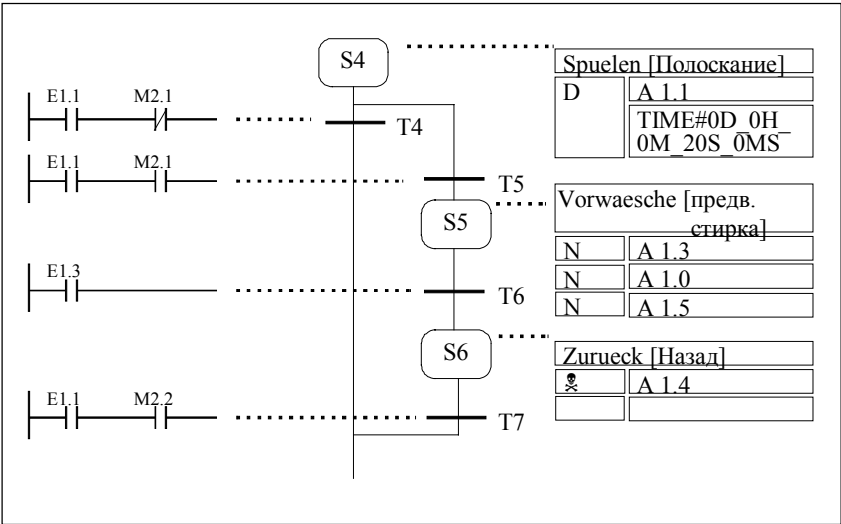 S4
Spuelen [Полоскание]
D A 1.1
TIME#0D_0H_
0M_20S_0MS
E1.1 M2.1
T4
E1.1 M2.1
T5
Vorwaesche [предв.
стирка]
S5
N A 1.3
N A 1.0
N A 1.5
E1.3
T6
S6
Zurueck [Назад]
☠ A 1.4
E1.1 M2.2
T7